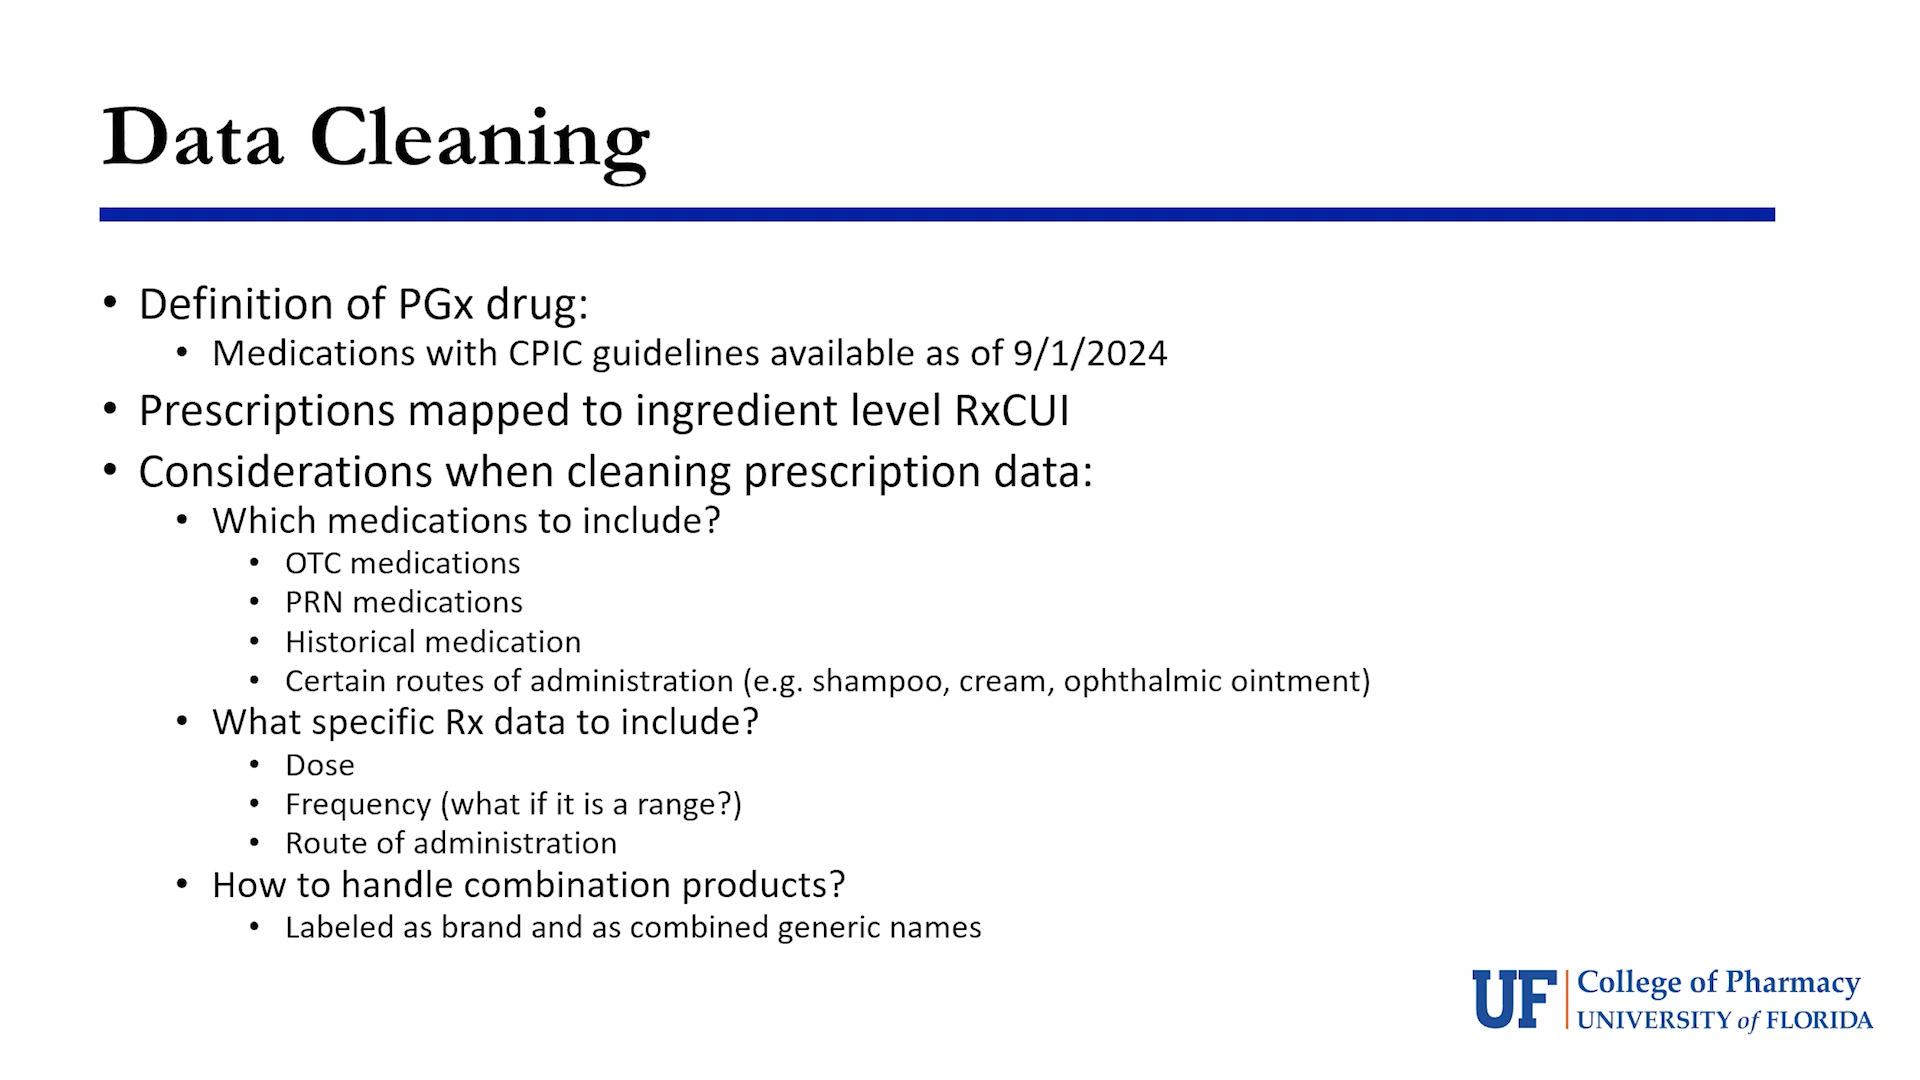 Data Cleaning
• Definition of PGx drug:
• Medications with CPIC guidelines available as of 9/1/2024
• Prescriptions mapped to ingredient level RxCUI
• Considerations when cleaning prescription data:
• Which medications to include?
• OTC medications
• PRN medications
• Historical medication
• Certain routes of administration (e.g. shampoo, cream, ophthalmic ointment)
• What specific Rx data to include?
• Dose
• Frequency (what if it is a range?)
• Route of administration
• How to handle combination products?
• Labeled as brand and as combined generic names
UF College of Pharmacy
UNIVERSITY of FLORIDA